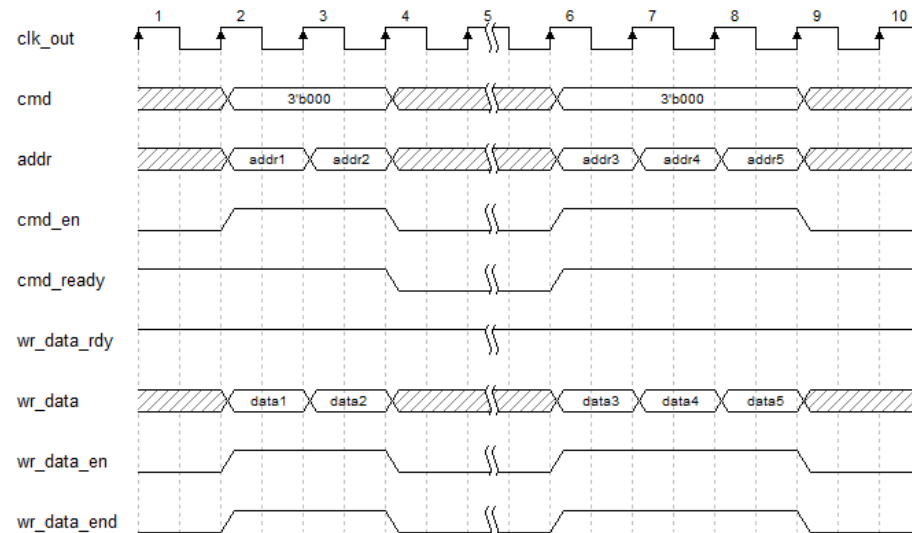 1 2 3 4 5 6 7 8 9 10
clk_out
cmd 3'b000 3'b000
addr addr1 addr2 addr3 addr4 addr5
cmd_en
cmd_ready
wr_data_rdy
wr_data data1 data2 data3 data4 data5
wr_data_en
wr_data_end